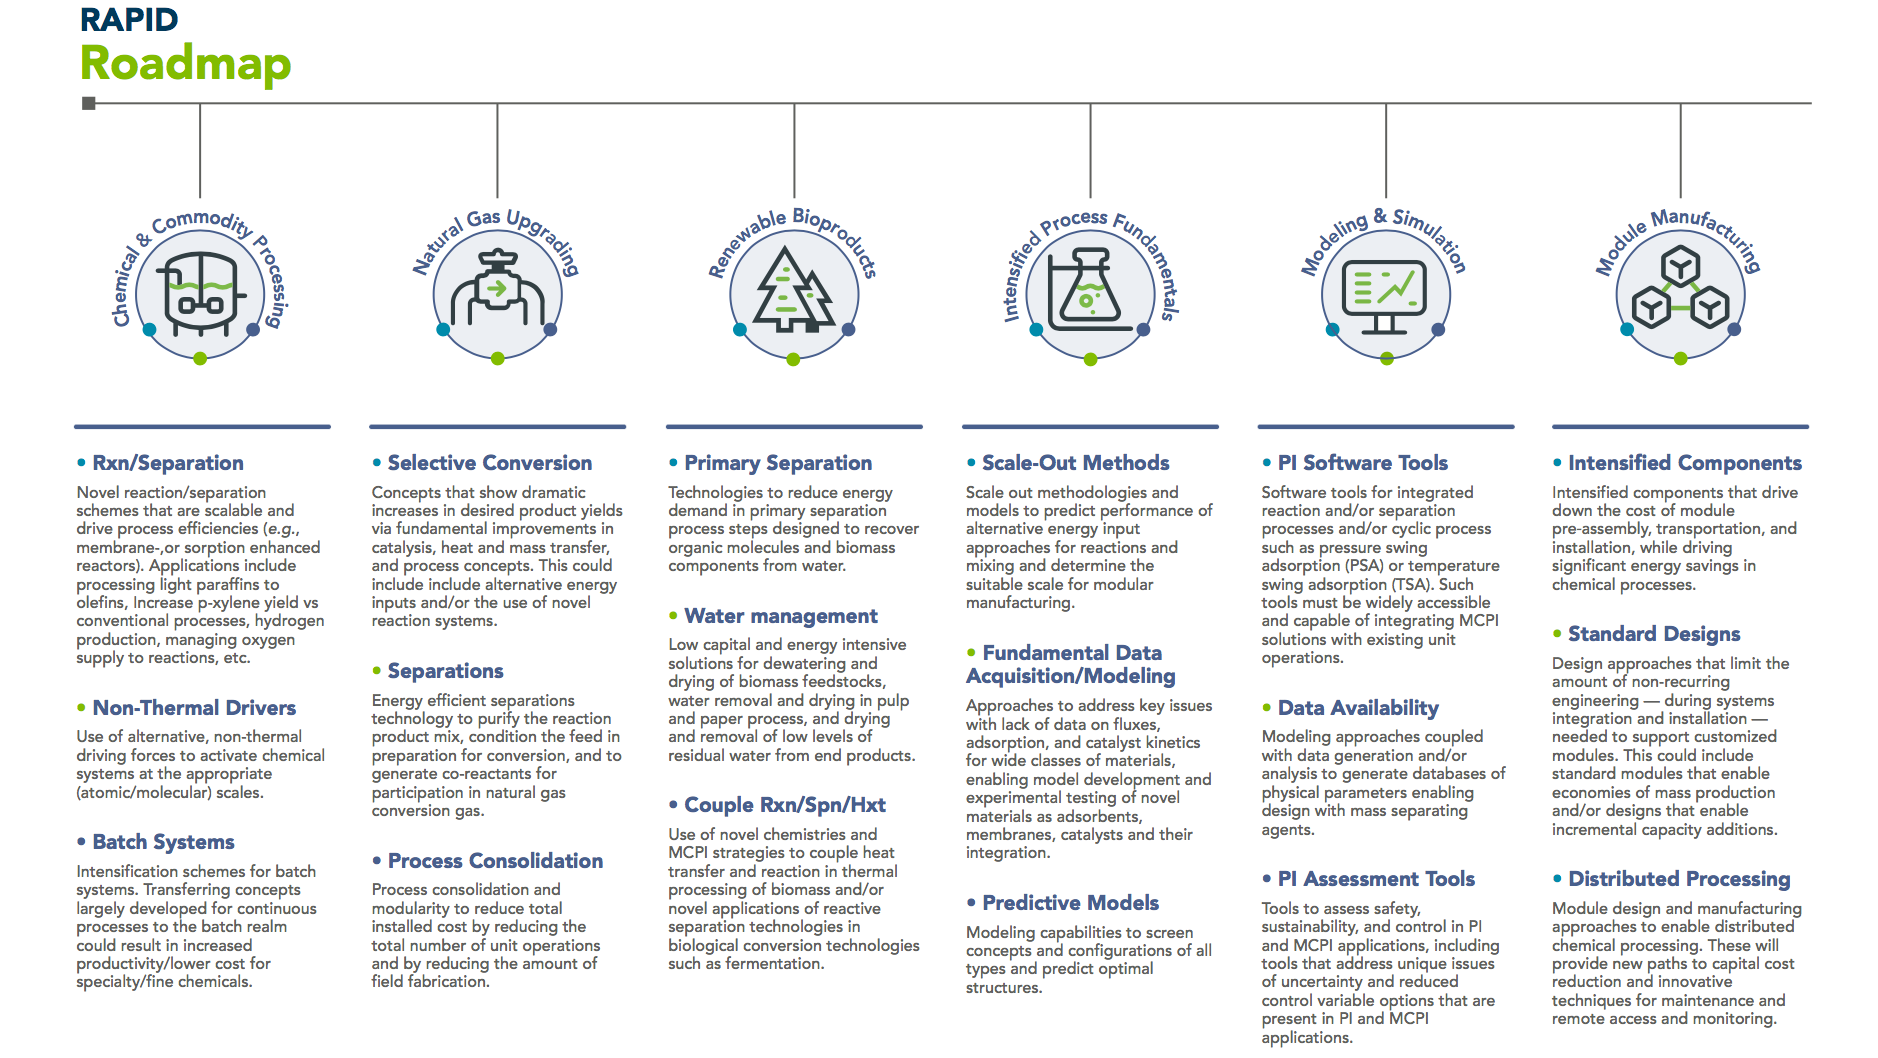 RAPID
Roadmap
Chemical & Commodity Processing
Natural Gas Upgrading
Renewable Bioproducts
Intensified Process Fundamentals
Modeling & Simulation
Module Manufacturing
• Rxn/Separation
Novel reaction/separation
schemes that are scalable and
drive process efficiencies (e.g.,
membrane-,or sorption enhanced
reactors). Applications include
processing light paraffins to
olefins, Increase p-xylene yield vs
conventional processes, hydrogen
production, managing oxygen
supply to reactions, etc.
• Non-Thermal Drivers
Use of alternative, non-thermal
driving forces to activate chemical
systems at the appropriate
(atomic/molecular) scales.
• Batch Systems
Intensification schemes for batch
systems. Transferring concepts
largely developed for continuous
processes to the batch realm
could result in increased
productivity/lower cost for
specialty/fine chemicals.
• Selective Conversion
Concepts that show dramatic
increases in desired product yields
via fundamental improvements in
catalysis, heat and mass transfer,
and process concepts. This could
include include alternative energy
inputs and/or the use of novel
reaction systems.
• Separations
Energy efficient separations
technology to purify the reaction
product mix, condition the feed in
preparation for conversion, and to
generate co-reactants for
participation in natural gas
conversion gas.
• Process Consolidation
Process consolidation and
modularity to reduce total
installed cost by reducing the
total number of unit operations
and by reducing the amount of
field fabrication.
• Primary Separation
Technologies to reduce energy
demand in primary separation
process steps designed to recover
organic molecules and biomass
components from water.
• Water management
Low capital and energy intensive
solutions for dewatering and
drying of biomass feedstocks,
water removal and drying in pulp
and paper process, and drying
and removal of low levels of
residual water from end products.
• Couple Rxn/Spn/Hxt
Use of novel chemistries and
MCPI strategies to couple heat
transfer and reaction in thermal
processing of biomass and/or
novel applications of reactive
separation technologies in
biological conversion technologies
such as fermentation.
• Scale-Out Methods
Scale out methodologies and
models to predict performance of
alternative energy input
approaches for reactions and
mixing and determine the
suitable scale for modular
manufacturing.
• Fundamental Data
Acquisition/Modeling
Approaches to address key issues
with lack of data on fluxes,
adsorption, and catalyst kinetics
for wide classes of materials,
enabling model development and
experimental testing of novel
materials as adsorbents,
membranes, catalysts and their
integration.
• Predictive Models
Modeling capabilities to screen
concepts and configurations of all
types and predict optimal
structures.
• PI Software Tools
Software tools for integrated
reaction and/or separation
processes and/or cyclic process
such as pressure swing
adsorption (PSA) or temperature
swing adsorption (TSA). Such
tools must be widely accessible
and capable of integrating MCPI
solutions with existing unit
operations.
• Data Availability
Modeling approaches coupled
with data generation and/or
analysis to generate databases of
physical parameters enabling
design with mass separating
agents.
• PI Assessment Tools
Tools to assess safety,
sustainability, and control in PI
and MCPI applications, including
tools that address unique issues
of uncertainty and reduced
control variable options that are
present in PI and MCPI
applications.
• Intensified Components
Intensified components that drive
down the cost of module
pre-assembly, transportation, and
installation, while driving
significant energy savings in
chemical processes.
• Standard Designs
Design approaches that limit the
amount of non-recurring
engineering — during systems
integration and installation —
needed to support customized
modules. This could include
standard modules that enable
economies of mass production
and/or designs that enable
incremental capacity additions.
• Distributed Processing
Module design and manufacturing
approaches to enable distributed
chemical processing. These will
provide new paths to capital cost
reduction and innovative
techniques for maintenance and
remote access and monitoring.